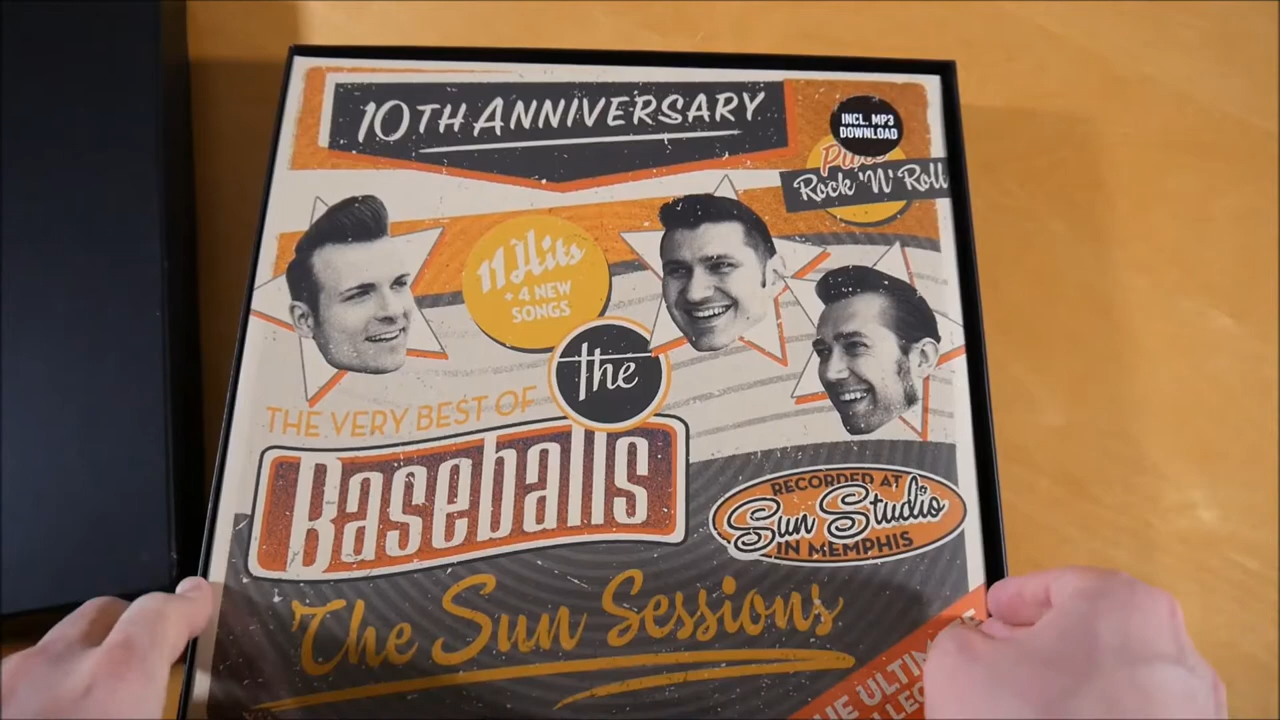 10TH ANNIVERSARY
INCL. MP3
DOWNLOAD
Rock 'N' Roll
11 Hits
+ 4 NEW
SONGS
THE VERY BEST OF
the
Baseballs
RECORDED AT
Sun Studio
IN MEMPHIS
The Sun Sessions